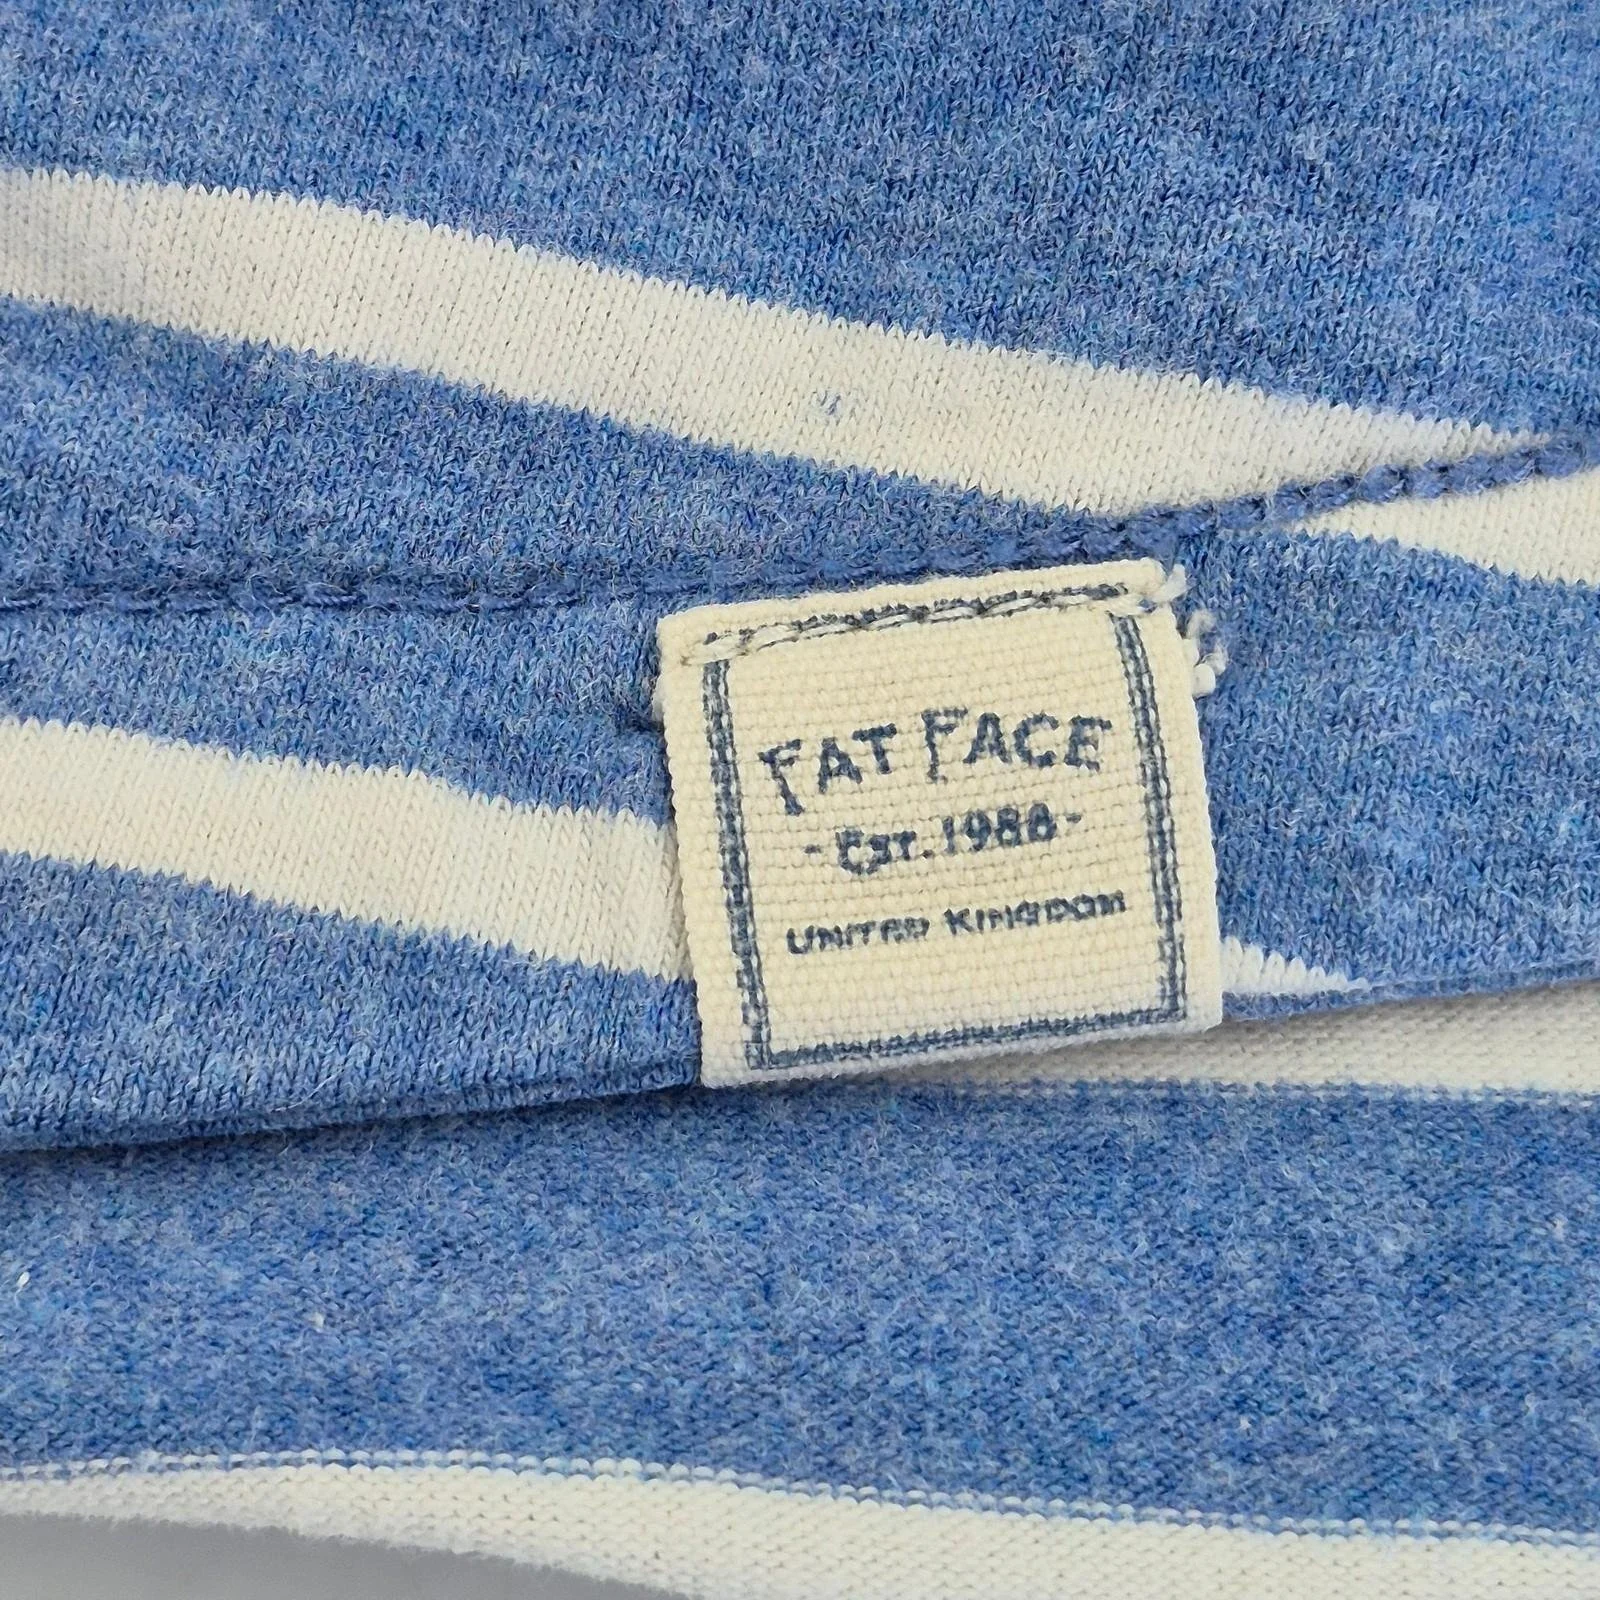 FAT FACE
- Est. 1988 -
UNITED KINGDOM